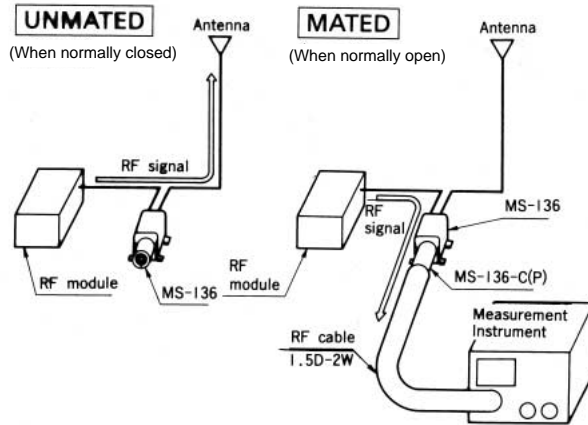 UNMATED
(When normally closed)
Antenna
RF signal
RF module
MS-136
MATED
(When normally open)
Antenna
RF
signal
MS-136
RF
module
MS-136-C(P)
RF cable
1.5D-2W
Measurement
Instrument